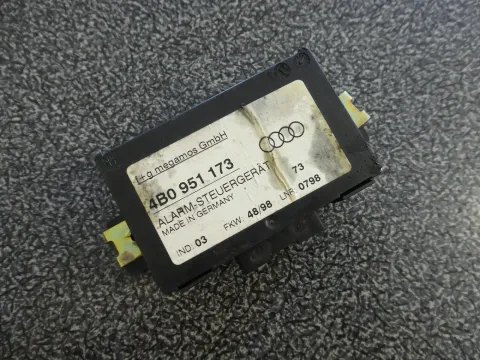 megamos GmbH
4B0 951 173
ALARM-STEUERGERÄT 73
MADE IN GERMANY
IND: 03 FKW: 48/98 LNR. 0798